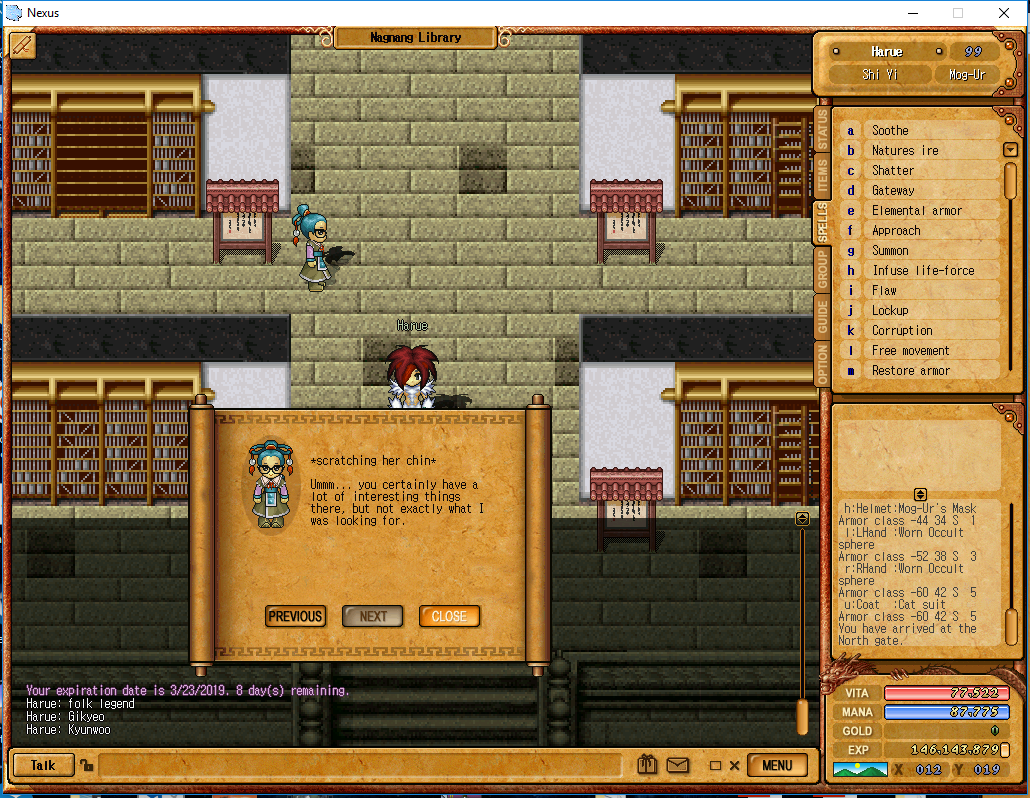 Nexus
Nagnang Library
Harue 99
Shi Yi Mog-Ur
STATUS
ITEMS
SPELLS
GROUP
GUIDE
OPTION
a Soothe
b Natures ire
c Shatter
d Gateway
e Elemental armor
f Approach
g Summon
h Infuse life-force
i Flaw
j Lockup
k Corruption
l Free movement
m Restore armor
Harue
*scratching her chin*
Ummm... you certainly have a
lot of interesting things
there, but not exactly what I
was looking for.
PREVIOUS NEXT CLOSE
h:Helmet:Mog-Ur's Mask
Armor class -44 34 S 1
l:LHand :Worn Occult
sphere
Armor class -52 38 S 3
r:RHand :Worn Occult
sphere
Armor class -60 42 S 5
u:Coat :Cat suit
Armor class -60 42 S 5
You have arrived at the
North gate.
Your expiration date is 3/23/2019. 8 day(s) remaining.
Harue: folk legend
Harue: Gikyeo
Harue: Kyunwoo
VITA 77,522
MANA 87,775
GOLD 0
EXP 146,143,879
X 012 Y 019
Talk
MENU